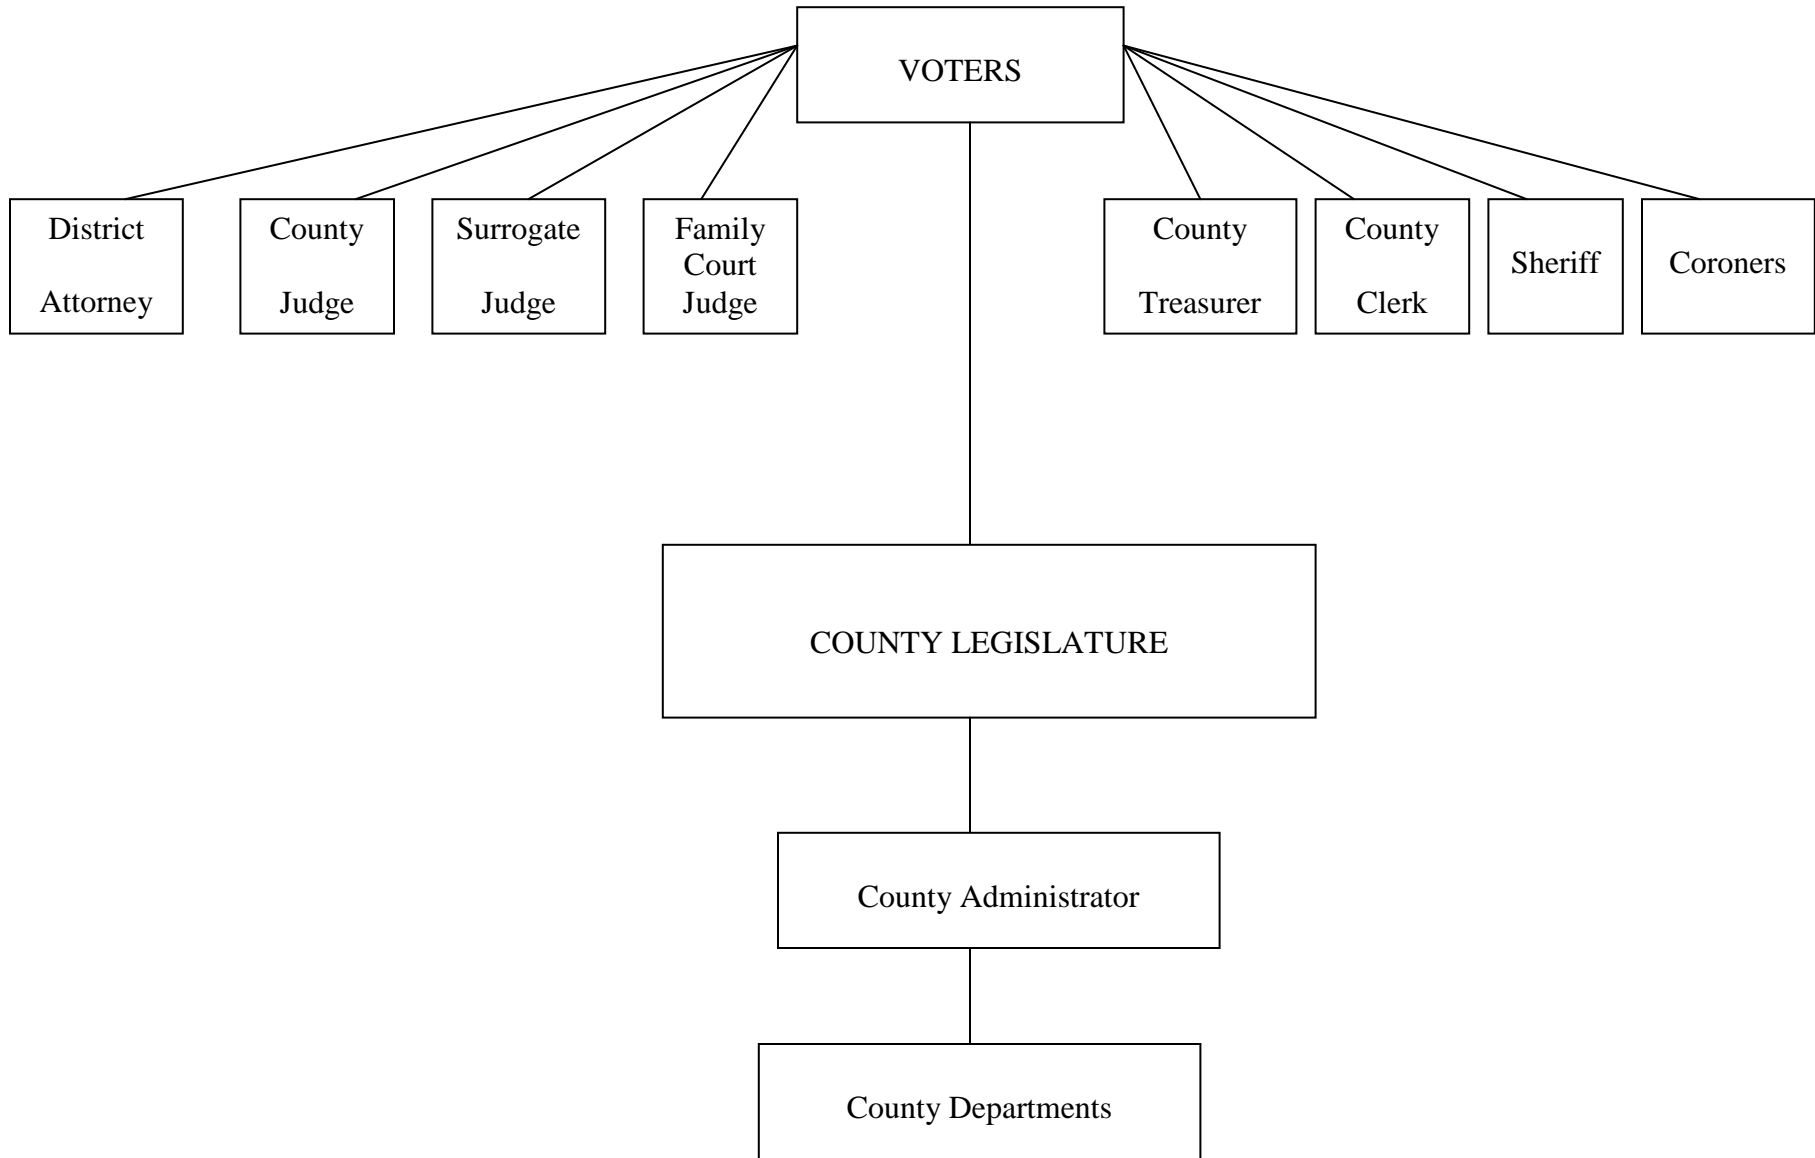 VOTERS
District
Attorney
County
Judge
Surrogate
Judge
Family
Court
Judge
County
Treasurer
County
Clerk
Sheriff
Coroners
COUNTY LEGISLATURE
County Administrator
County Departments